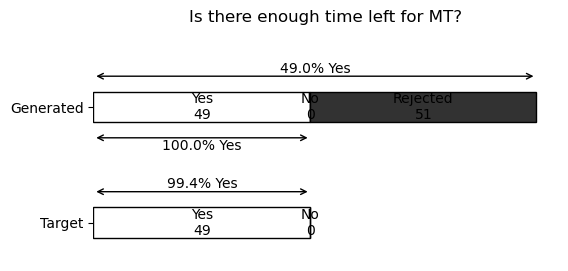 Is there enough time left for MT?
49.0% Yes
Generated
Yes
49
No
0
Rejected
51
100.0% Yes
99.4% Yes
Target
Yes
49
No
0